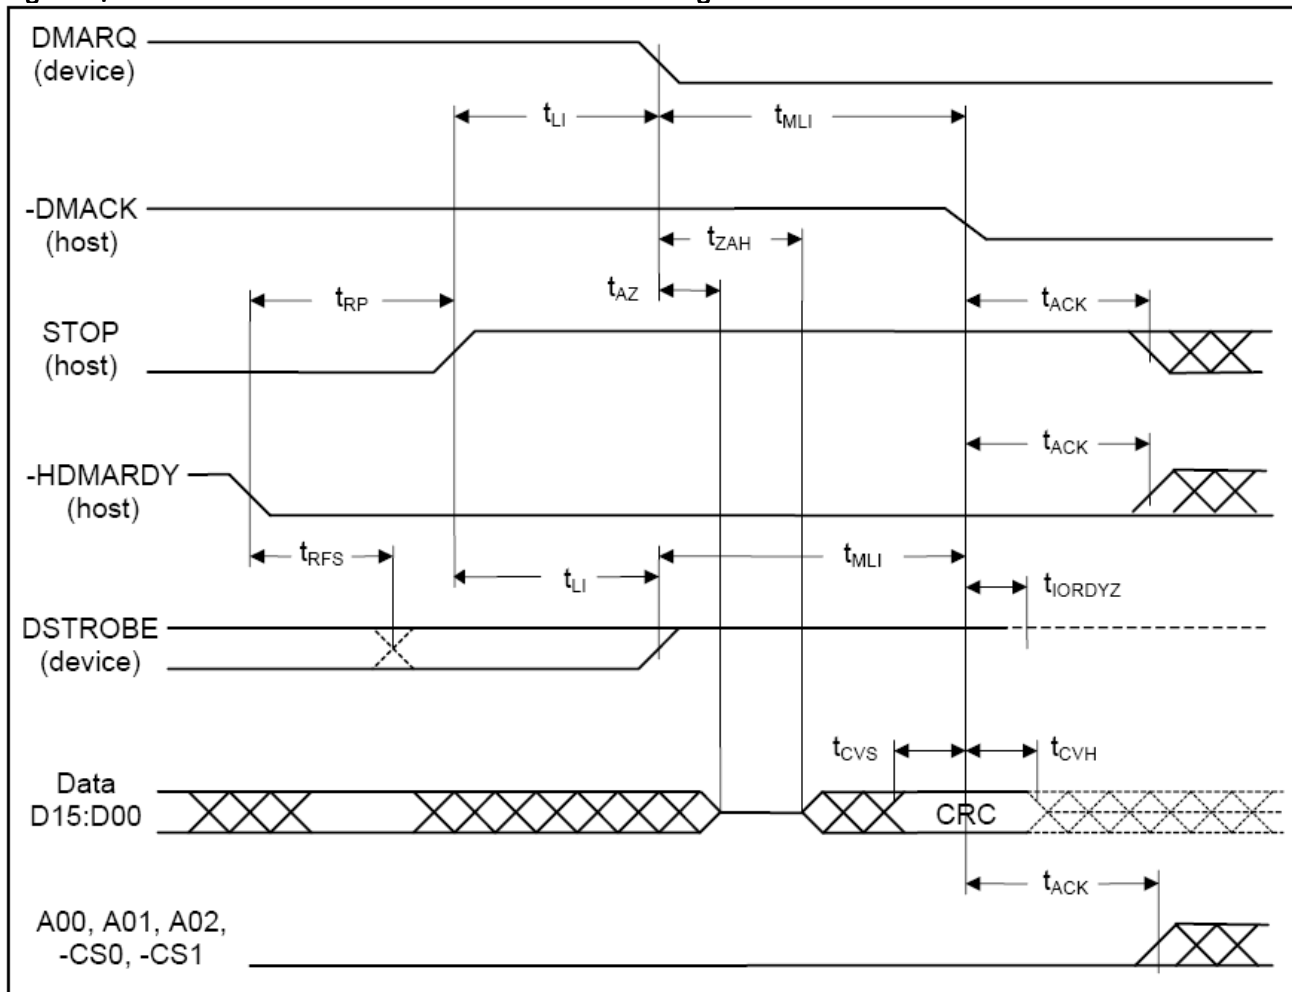 DMARQ
(device)
tLI
tMLI
-DMACK
(host)
tZAH
tAZ
tRP
tACK
STOP
(host)
tACK
-HDMARDY
(host)
tRFS
tLI
tMLI
tIORDYZ
DSTROBE
(device)
tCVS
tCVH
Data
D15:D00
CRC
tACK
A00, A01, A02,
-CS0, -CS1